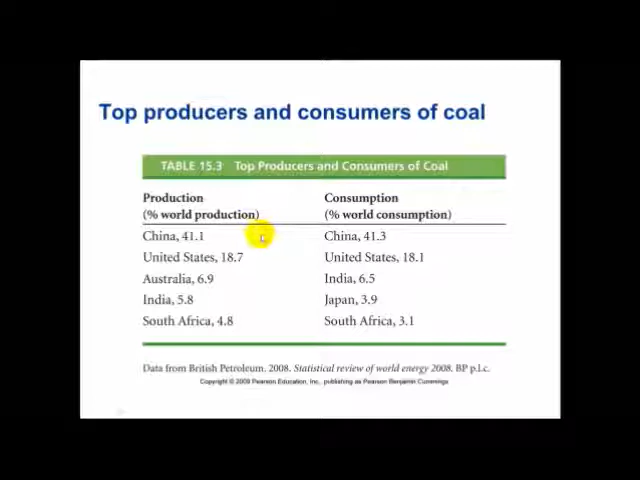 Top producers and consumers of coal
TABLE 15.3 Top Producers and Consumers of Coal
Production Consumption
(% world production) (% world consumption)
China, 41.1 China, 41.3
United States, 18.7 United States, 18.1
Australia, 6.9 India, 6.5
India, 5.8 Japan, 3.9
South Africa, 4.8 South Africa, 3.1
Data from British Petroleum. 2008. Statistical review of world energy 2008. BP p.l.c.
Copyright © 2009 Pearson Education, Inc., publishing as Pearson Benjamin Cummings